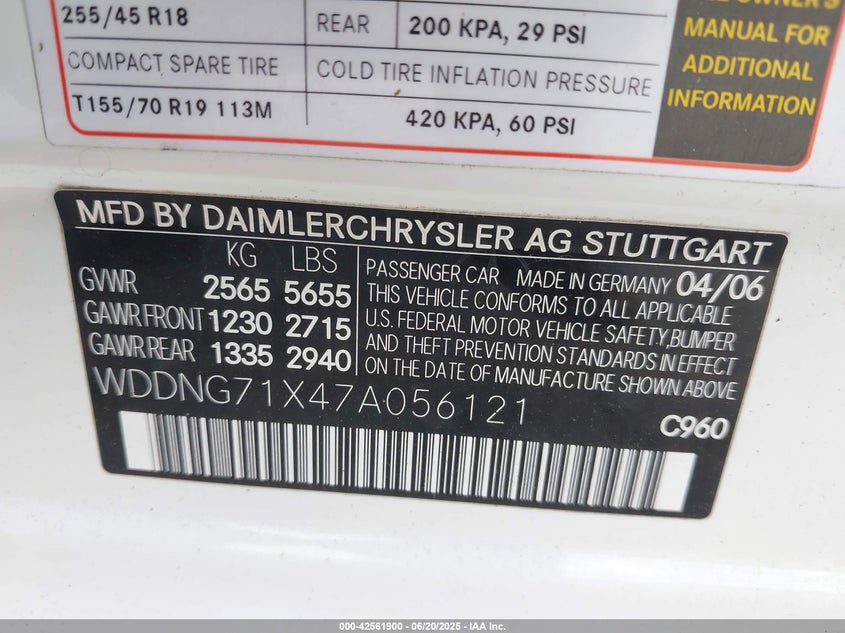 255/45 R18 REAR 200 KPA, 29 PSI
COMPACT SPARE TIRE COLD TIRE INFLATION PRESSURE
T155/70 R19 113M 420 KPA, 60 PSI
OWNER'S
MANUAL FOR
ADDITIONAL
INFORMATION
MFD BY DAIMLERCHRYSLER AG STUTTGART
KG LBS
GVWR 2565 5655
GAWR FRONT 1230 2715
GAWR REAR 1335 2940
PASSENGER CAR MADE IN GERMANY 04/06
THIS VEHICLE CONFORMS TO ALL APPLICABLE
U.S. FEDERAL MOTOR VEHICLE SAFETY,BUMPER
AND THEFT PREVENTION STANDARDS IN EFFECT
ON THE DATE OF MANUFACTURE SHOWN ABOVE
WDDNG71X47A056121
C960
000-42561900 - 06/20/2025 - IAA Inc.